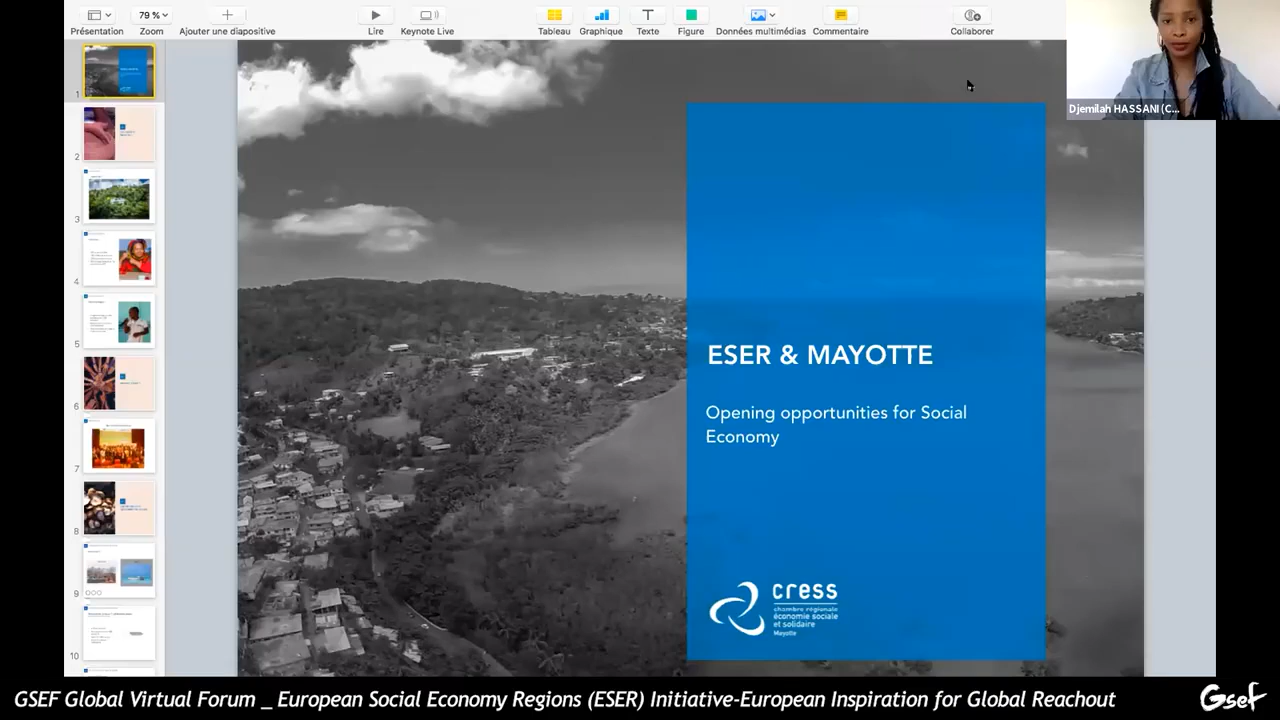 79 %
Présentation
Zoom
Ajouter une diapositive
Lire
Keynote Live
Tableau
Graphique
Texte
Figure
Données multimédias
Commentaire
Collaborer
Djemilah HASSANI (C...
1
2
3
4
5
6
7
8
9
10
ESER & MAYOTTE
Opening opportunities for Social
Economy
cress
chambre régionale
économie sociale
et solidaire
Mayotte
GSEF Global Virtual Forum _ European Social Economy Regions (ESER) Initiative-European Inspiration for Global Reachout
Gsef